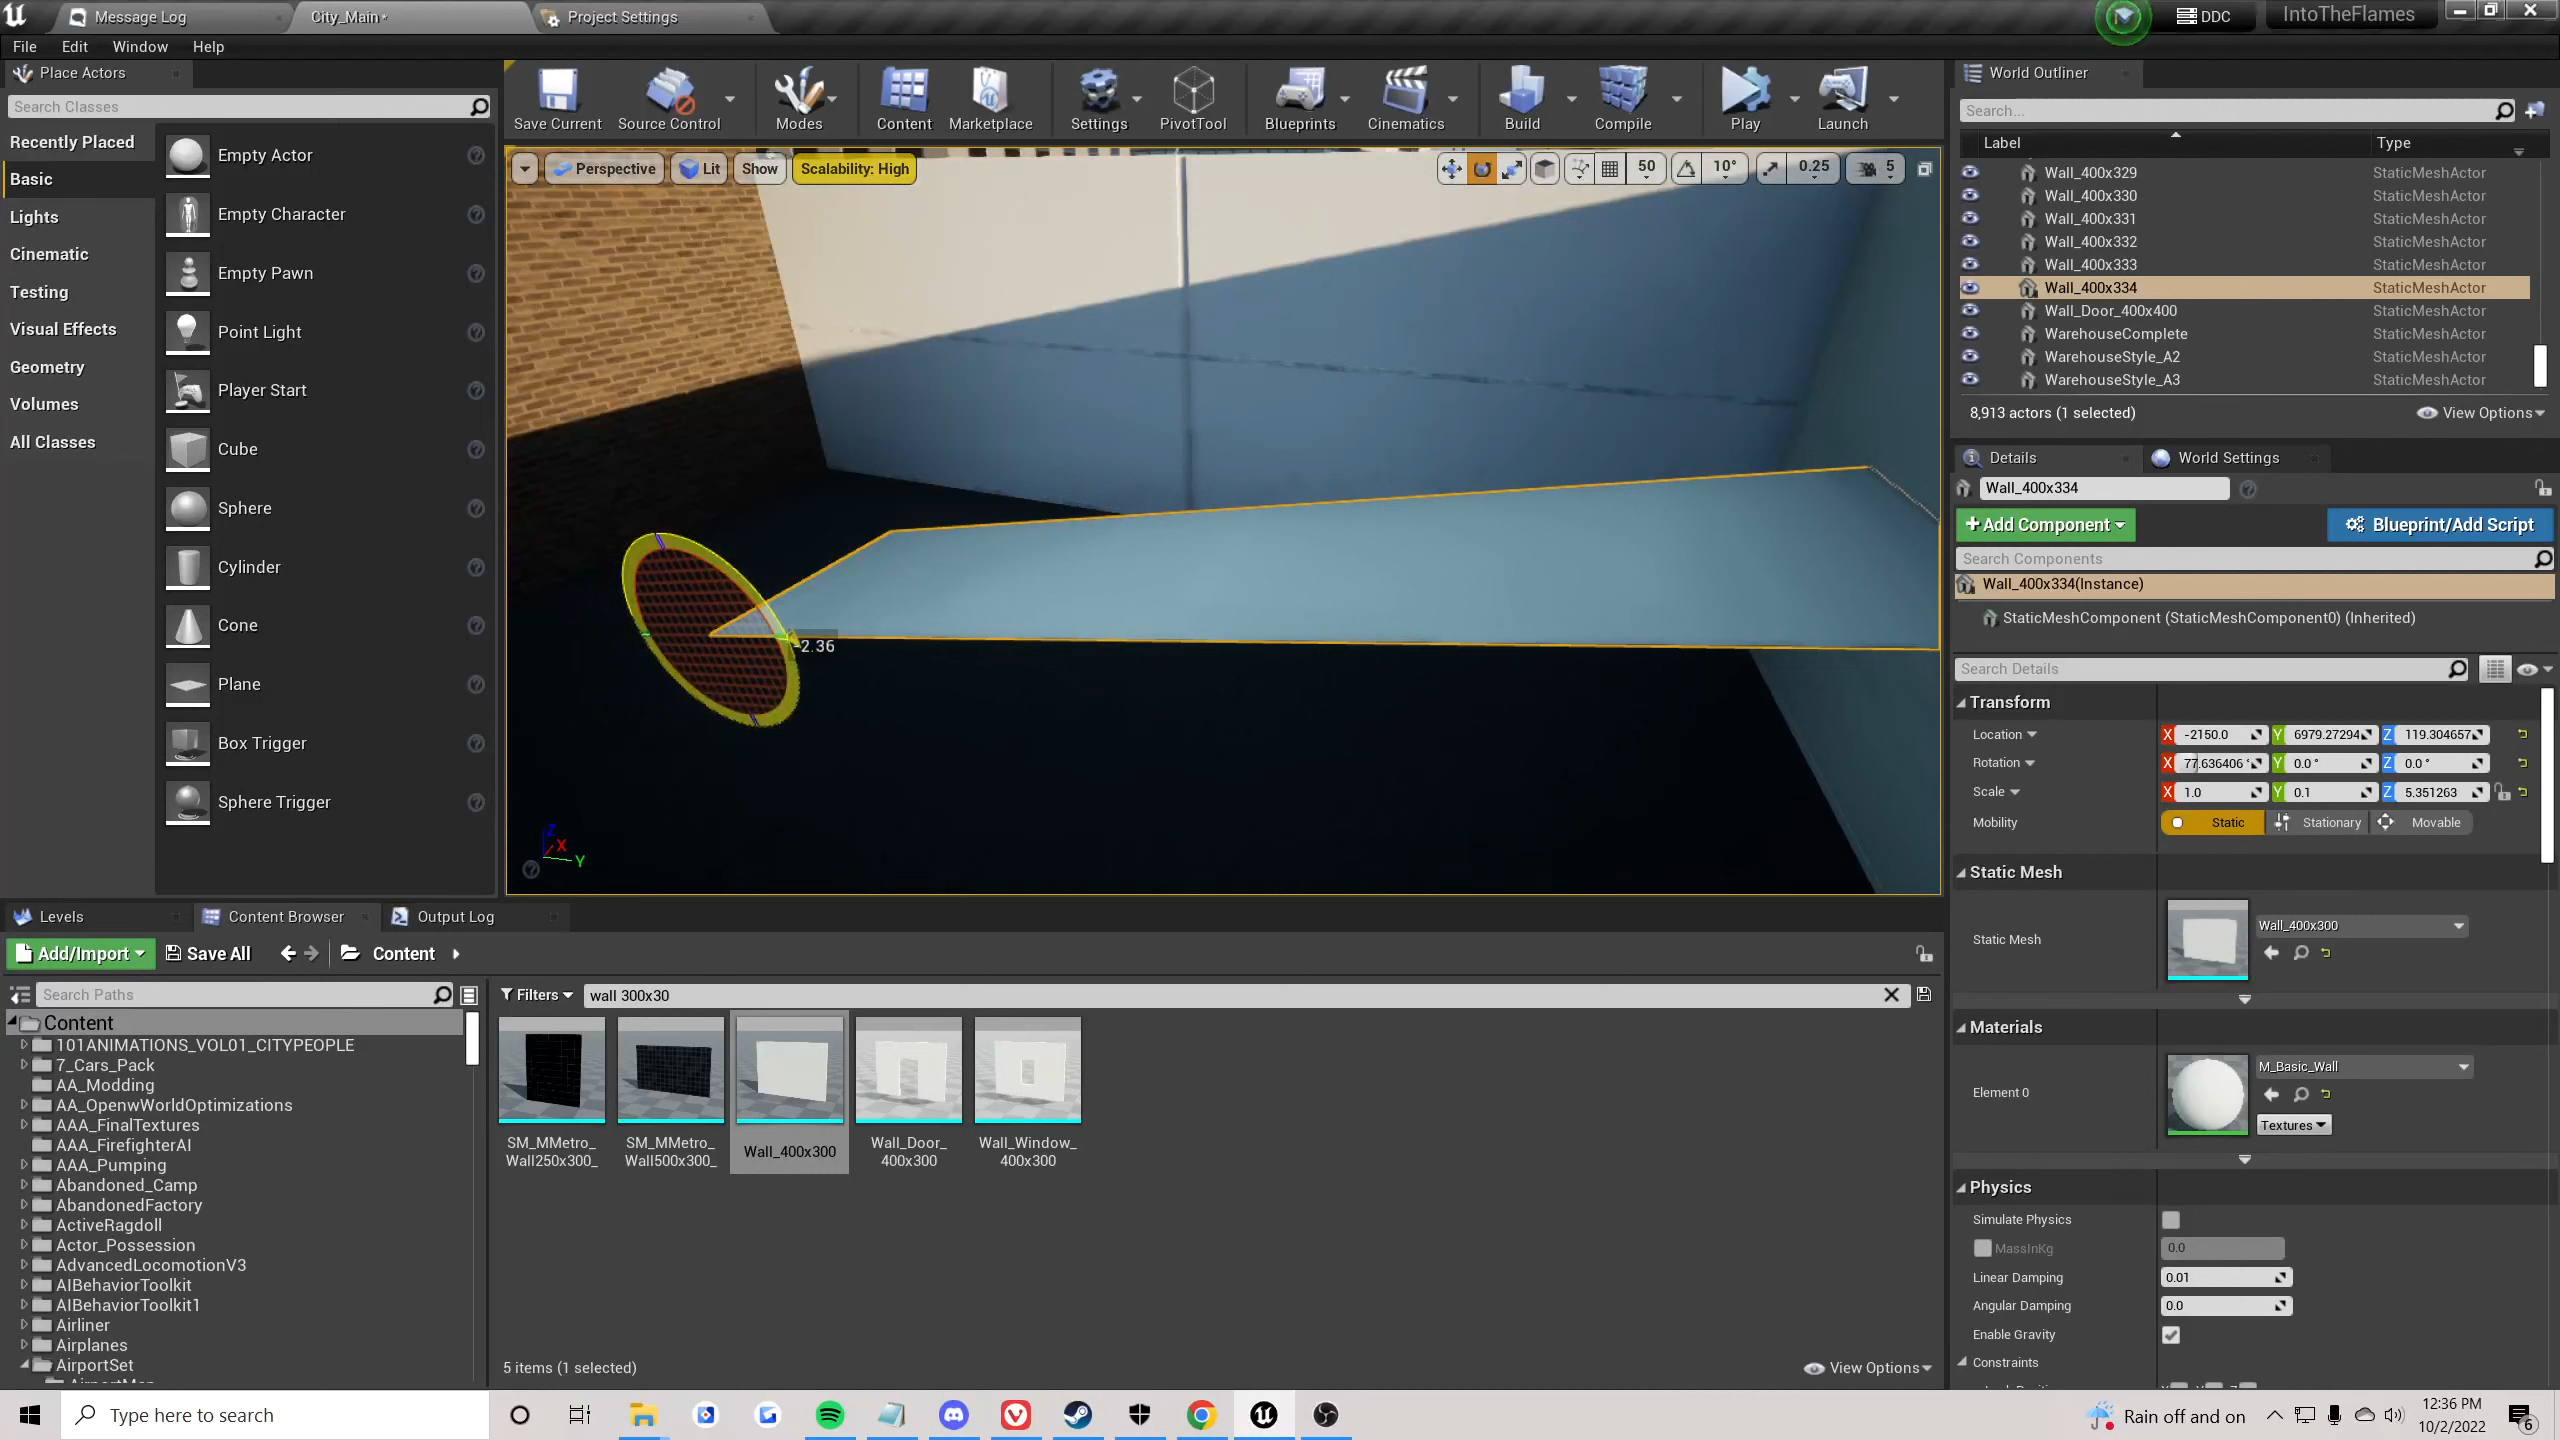 Message Log
City_Main*
Project Settings
DDC
IntoTheFlames
File
Edit
Window
Help
Place Actors
Search Classes
Recently Placed
Basic
Lights
Cinematic
Testing
Visual Effects
Geometry
Volumes
All Classes
Empty Actor
Empty Character
Empty Pawn
Point Light
Player Start
Cube
Sphere
Cylinder
Cone
Plane
Box Trigger
Sphere Trigger
Save Current
Source Control
Modes
Content
Marketplace
Settings
PivotTool
Blueprints
Cinematics
Build
Compile
Play
Launch
Perspective
Lit
Show
Scalability: High
50
10°
0.25
5
2.36
Z
X
Y
World Outliner
Search...
Label
Type
Wall_400x329 StaticMeshActor
Wall_400x330 StaticMeshActor
Wall_400x331 StaticMeshActor
Wall_400x332 StaticMeshActor
Wall_400x333 StaticMeshActor
Wall_400x334 StaticMeshActor
Wall_Door_400x400 StaticMeshActor
WarehouseComplete StaticMeshActor
WarehouseStyle_A2 StaticMeshActor
WarehouseStyle_A3 StaticMeshActor
8,913 actors (1 selected)
View Options
Details
World Settings
Wall_400x334
+Add Component
Blueprint/Add Script
Search Components
Wall_400x334(Instance)
StaticMeshComponent (StaticMeshComponent0) (Inherited)
Search Details
Transform
Location X -2150.0 Y 6979.27294 Z 119.304657
Rotation X 77.636406 ° Y 0.0 ° Z 0.0 °
Scale X 1.0 Y 0.1 Z 5.351263
Mobility Static Stationary Movable
Static Mesh
Static Mesh
Wall_400x300
Materials
Element 0
M_Basic_Wall
Textures
Physics
Simulate Physics
MassInKg 0.0
Linear Damping 0.01
Angular Damping 0.0
Enable Gravity
Constraints
Levels
Content Browser
Output Log
Add/Import
Save All
Content
Search Paths
Filters
wall 300x30
Content
101ANIMATIONS_VOL01_CITYPEOPLE
7_Cars_Pack
AA_Modding
AA_OpenwWorldOptimizations
AAA_FinalTextures
AAA_FirefighterAI
AAA_Pumping
Abandoned_Camp
AbandonedFactory
ActiveRagdoll
Actor_Possession
AdvancedLocomotionV3
AIBehaviorToolkit
AIBehaviorToolkit1
Airliner
Airplanes
AirportSet
SM_MMetro_
Wall250x300_
SM_MMetro_
Wall500x300_
Wall_400x300
Wall_Door_
400x300
Wall_Window_
400x300
5 items (1 selected)
View Options
Type here to search
Rain off and on
12:36 PM
10/2/2022
6